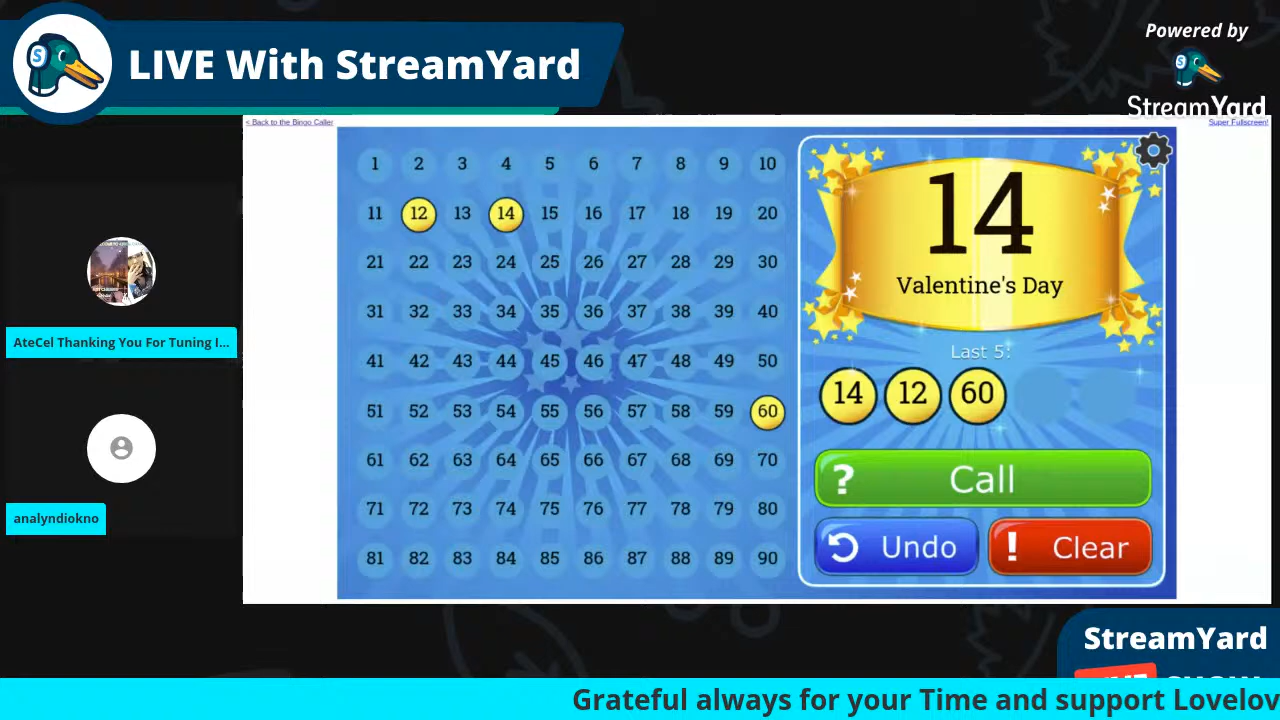 LIVE With StreamYard
Powered by
StreamYard
< Back to the Bingo Caller
Super Fullscreen!
1 2 3 4 5 6 7 8 9 10
11 12 13 14 15 16 17 18 19 20
21 22 23 24 25 26 27 28 29 30
31 32 33 34 35 36 37 38 39 40
41 42 43 44 45 46 47 48 49 50
51 52 53 54 55 56 57 58 59 60
61 62 63 64 65 66 67 68 69 70
71 72 73 74 75 76 77 78 79 80
81 82 83 84 85 86 87 88 89 90
14
Valentine's Day
Last 5:
14 12 60
? Call
Undo
! Clear
AteCel Thanking You For Tuning I...
analyndiokno
StreamYard
Grateful always for your Time and support Lovelov